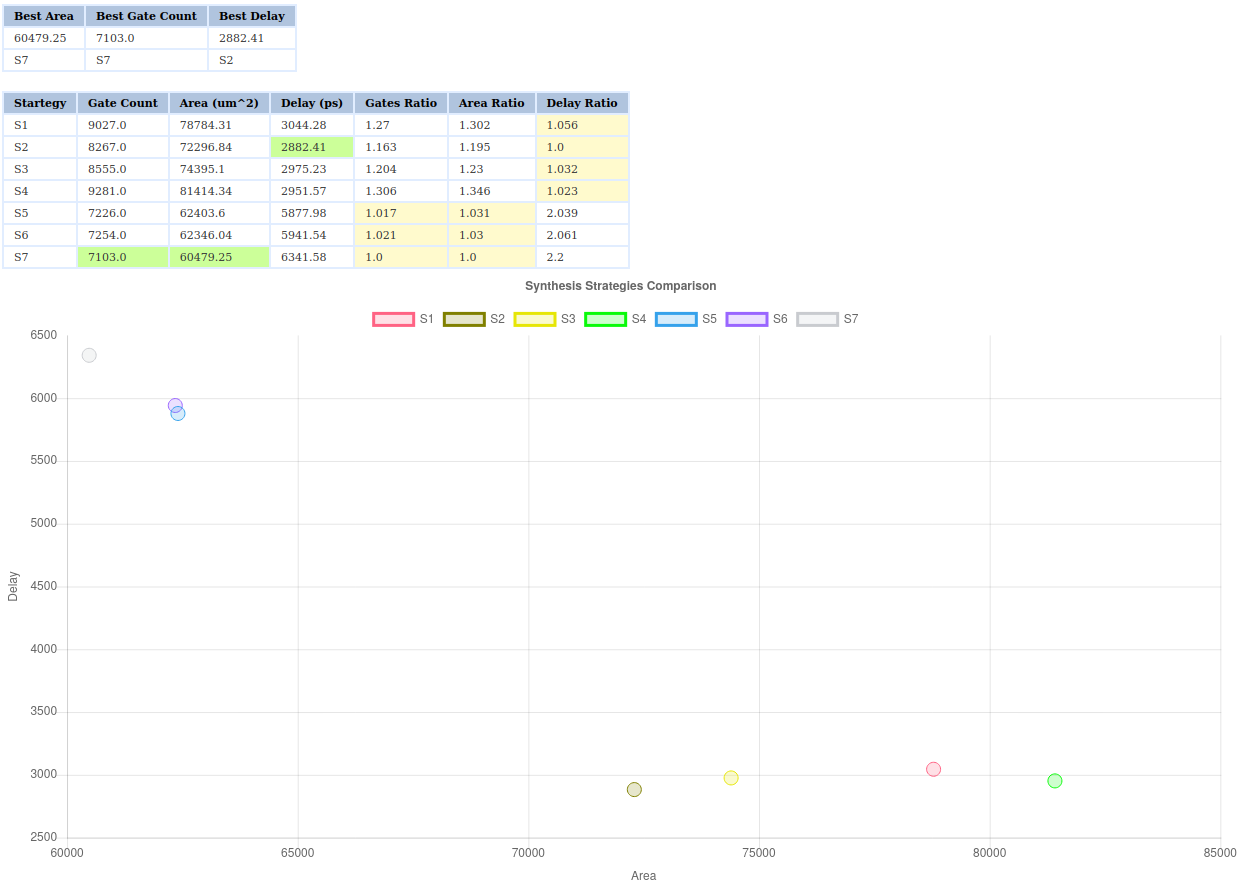 Best Area Best Gate Count Best Delay
60479.25 7103.0 2882.41
S7 S7 S2
Startegy Gate Count Area (um^2) Delay (ps) Gates Ratio Area Ratio Delay Ratio
S1 9027.0 78784.31 3044.28 1.27 1.302 1.056
S2 8267.0 72296.84 2882.41 1.163 1.195 1.0
S3 8555.0 74395.1 2975.23 1.204 1.23 1.032
S4 9281.0 81414.34 2951.57 1.306 1.346 1.023
S5 7226.0 62403.6 5877.98 1.017 1.031 2.039
S6 7254.0 62346.04 5941.54 1.021 1.03 2.061
S7 7103.0 60479.25 6341.58 1.0 1.0 2.2
Synthesis Strategies Comparison
S1 S2 S3 S4 S5 S6 S7
6500
6000
5500
5000
4500
4000
3500
3000
2500
Delay
60000 65000 70000 75000 80000 85000
Area